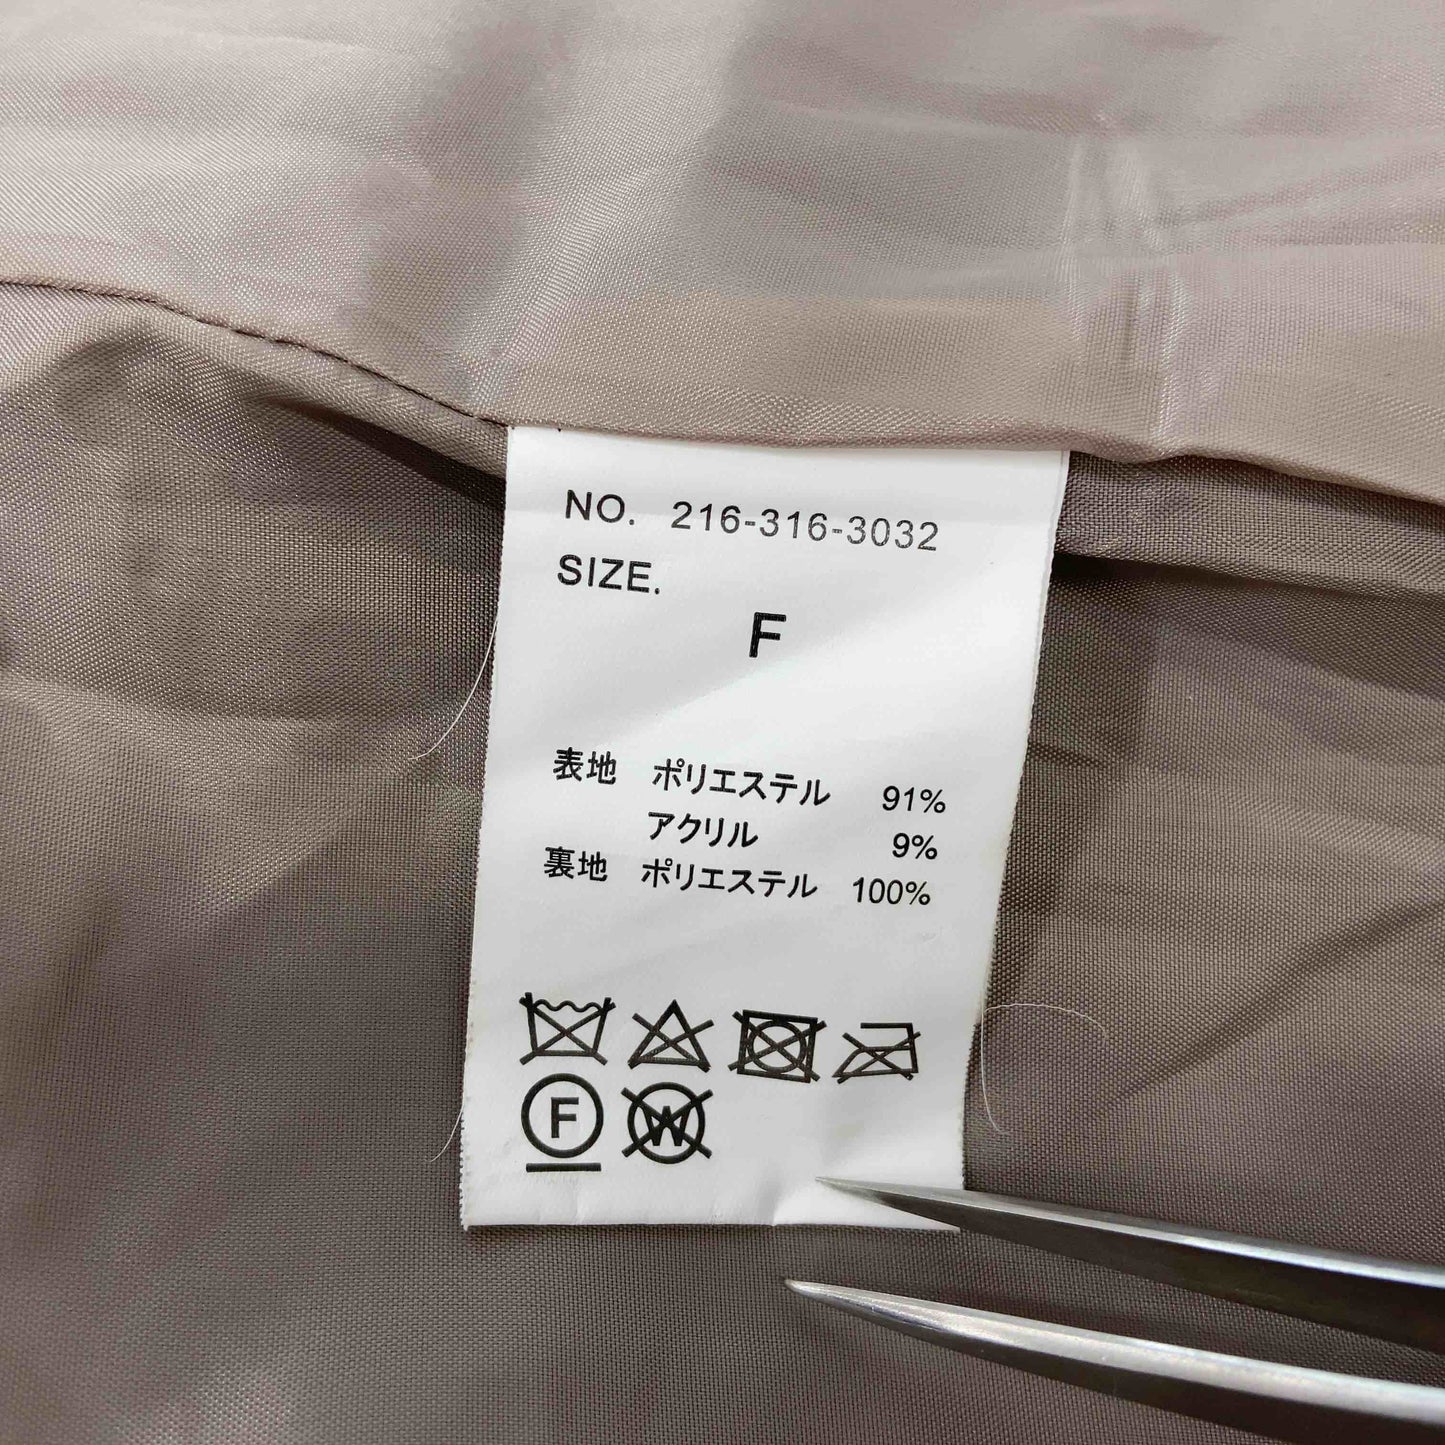 NO. 216-316-3032
SIZE.
F
表地 ポリエステル 91%
アクリル 9%
裏地 ポリエステル 100%
F
W